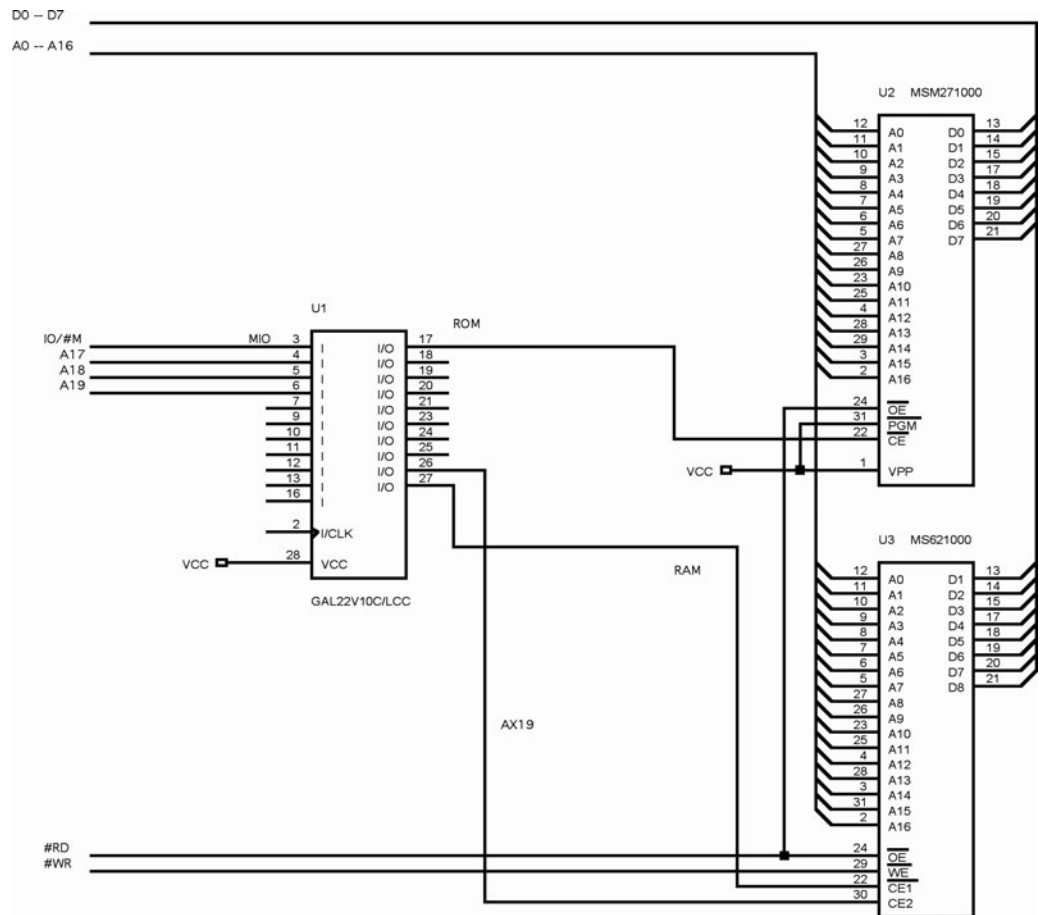 D0 -- D7
A0 -- A16
U2 MSM271000
12 A0 D0 13
11 A1 D1 14
10 A2 D2 15
9 A3 D3 17
8 A4 D4 18
7 A5 D5 19
6 A6 D6 20
5 A7 D7 21
27 A8
26 A9
23 A10
25 A11
4 A12
28 A13
29 A14
3 A15
2 A16
24 OE
31 PGM
22 CE
VCC 1 VPP
U1
ROM
IO/#M MIO 3 I I/O 17
A17 4 I I/O 18
A18 5 I I/O 19
A19 6 I I/O 20
7 I I/O 21
9 I I/O 23
10 I I/O 24
11 I I/O 25
12 I I/O 26
13 I I/O 27
16 I
2 I/CLK
VCC 28 VCC
GAL22V10C/LCC
RAM
AX19
U3 MS621000
12 A0 D1 13
11 A1 D2 14
10 A2 D3 15
9 A3 D4 17
8 A4 D5 18
7 A5 D6 19
6 A6 D7 20
5 A7 D8 21
27 A8
26 A9
23 A10
25 A11
4 A12
28 A13
3 A14
31 A15
2 A16
#RD 24 OE
#WR 29 WE
22 CE1
30 CE2